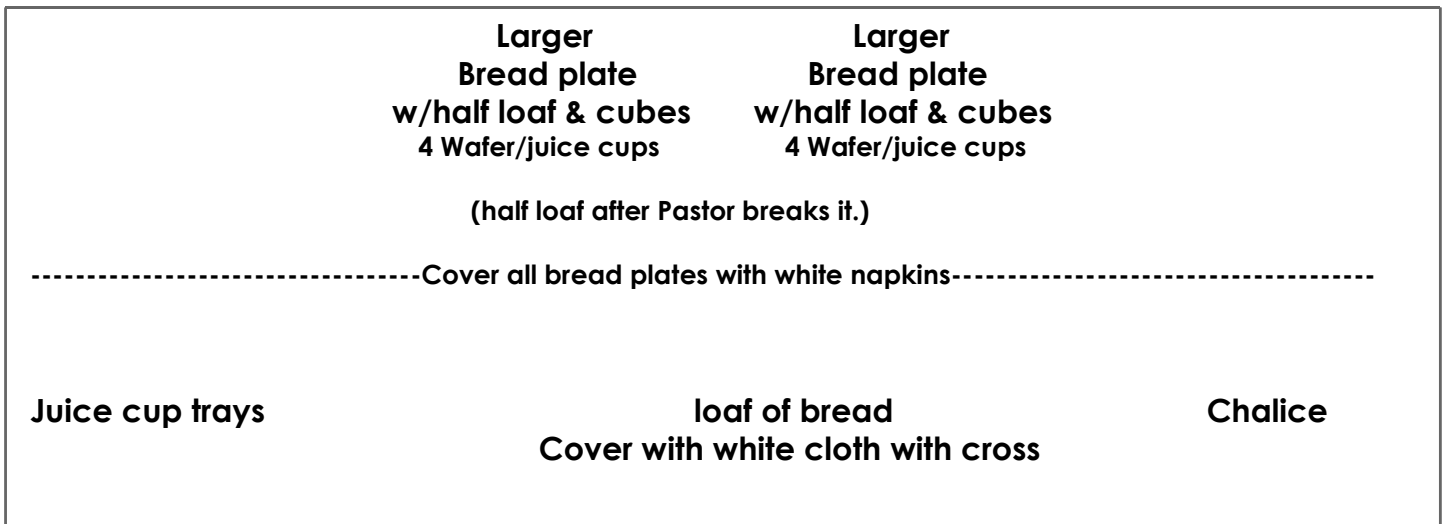 Larger Larger
Bread plate Bread plate
w/half loaf & cubes w/half loaf & cubes
4 Wafer/juice cups 4 Wafer/juice cups
(half loaf after Pastor breaks it.)
-----------------------------------Cover all bread plates with white napkins--------------------------------------
Juice cup trays loaf of bread Chalice
Cover with white cloth with cross